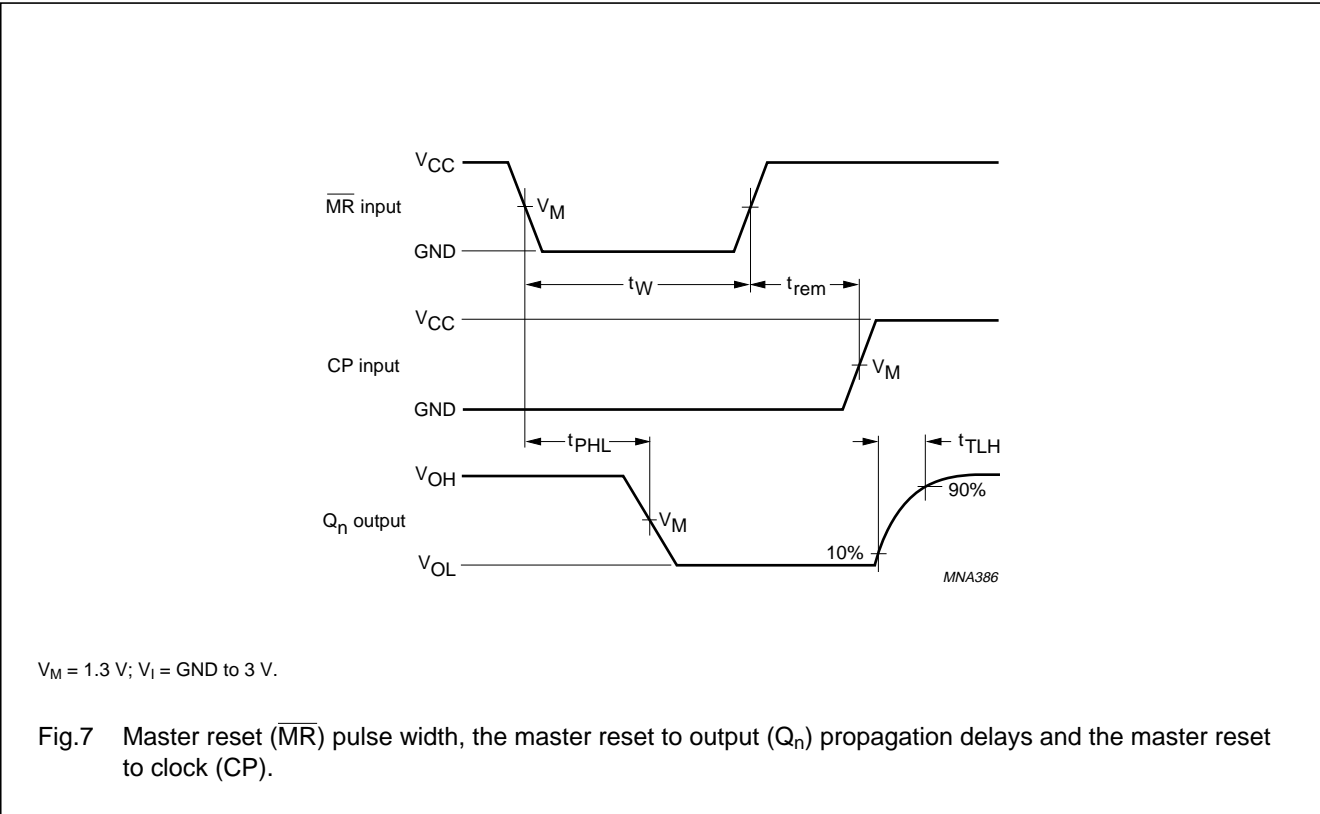 VCC
M̅R̅ input
VM
GND
tW
trem
VCC
CP input
VM
GND
tPHL
tTLH
VOH
90%
Qn output
VM
10%
VOL
MNA386
VM = 1.3 V; VI = GND to 3 V.
Fig.7 Master reset (M̅R̅) pulse width, the master reset to output (Qn) propagation delays and the master reset
to clock (CP).